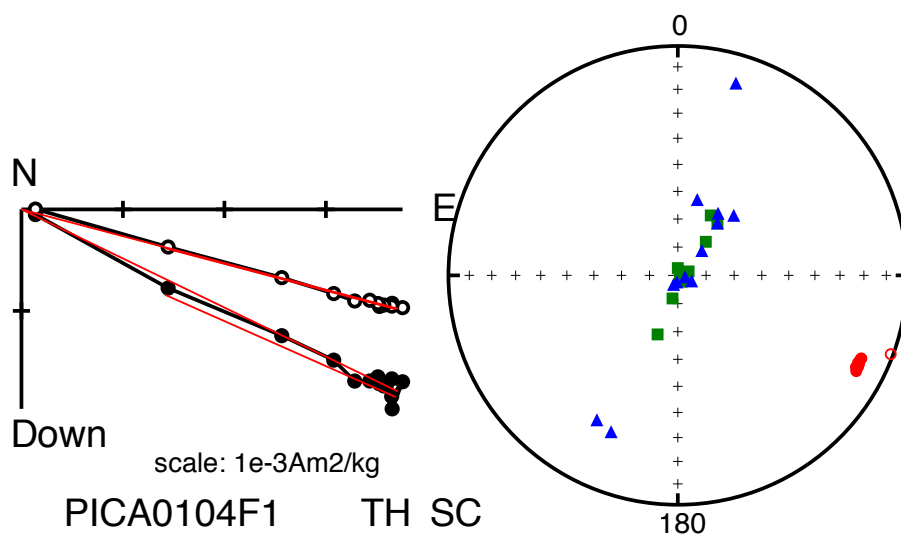 0
N
E
Down
scale: 1e-3Am2/kg
PICA0104F1 TH SC
180